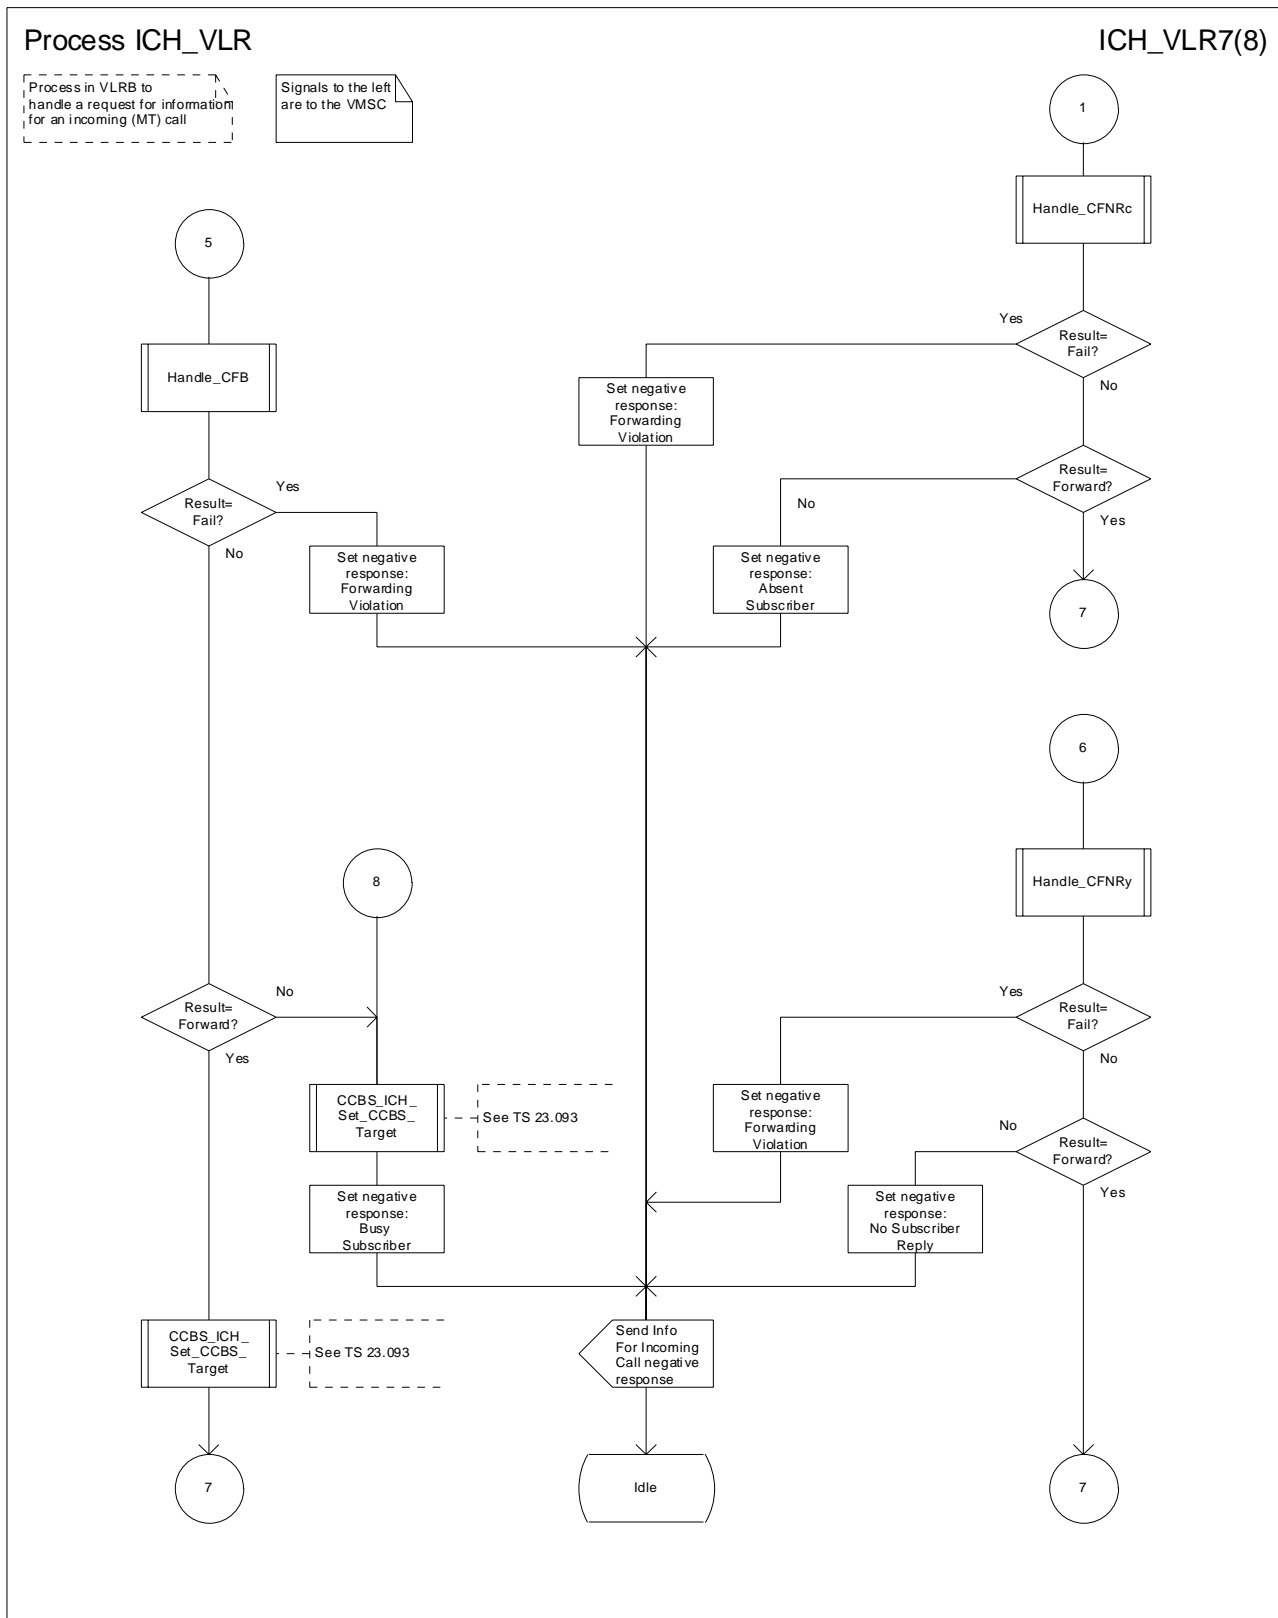 Process ICH_VLR
ICH_VLR7(8)
Process in VLRB to
handle a request for information
for an incoming (MT) call
Signals to the left
are to the VMSC
1
Handle_CFNRc
5
Yes
Result=
Fail?
No
Handle_CFB
Set negative
response:
Forwarding
Violation
Result=
Forward?
No
Yes
Yes
Result=
Fail?
No
Set negative
response:
Forwarding
Violation
Set negative
response:
Absent
Subscriber
7
6
8
Handle_CFNRy
No
Result=
Forward?
Yes
Yes
Result=
Fail?
No
CCBS_ICH_
Set_CCBS_
Target
See TS 23.093
Set negative
response:
Forwarding
Violation
No
Result=
Forward?
Yes
Set negative
response:
Busy
Subscriber
Set negative
response:
No Subscriber
Reply
CCBS_ICH_
Set_CCBS_
Target
See TS 23.093
Send Info
For Incoming
Call negative
response
7
Idle
7